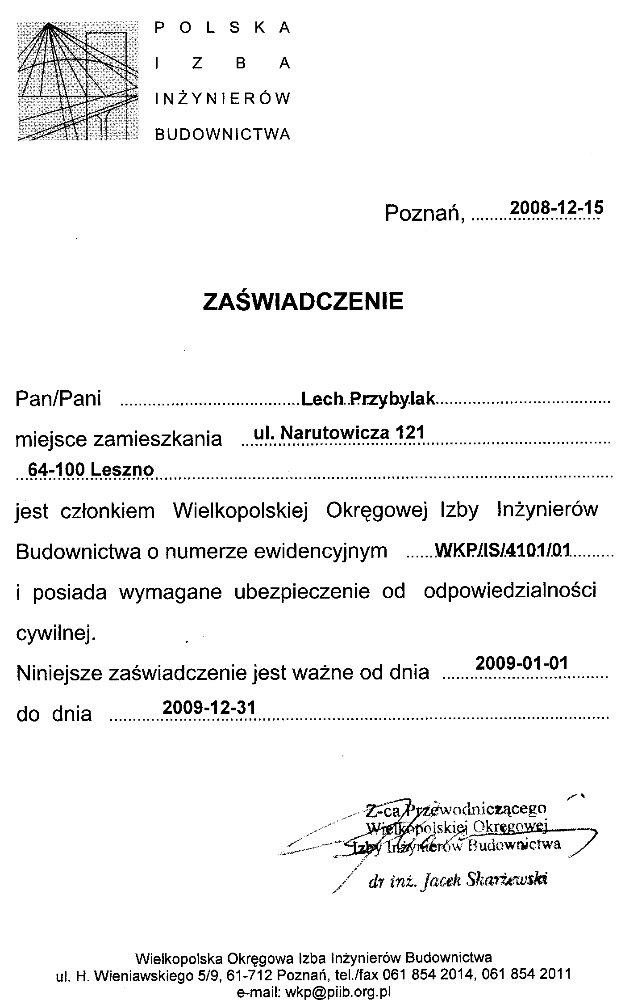 POLSKA
IZBA
INŻYNIERÓW
BUDOWNICTWA
Poznań, 2008-12-15
ZAŚWIADCZENIE
Pan/Pani Lech Przybylak
miejsce zamieszkania ul. Narutowicza 121
64-100 Leszno
jest członkiem Wielkopolskiej Okręgowej Izby Inżynierów
Budownictwa o numerze ewidencyjnym WKP/IS/4101/01
i posiada wymagane ubezpieczenie od odpowiedzialności
cywilnej.
Niniejsze zaświadczenie jest ważne od dnia 2009-01-01
do dnia 2009-12-31
Z-ca Przewodniczącego
Wielkopolskiej Okręgowej
Izby Inżynierów Budownictwa
dr inż. Jacek Skarżewski
Wielkopolska Okręgowa Izba Inżynierów Budownictwa
ul. H. Wieniawskiego 5/9, 61-712 Poznań, tel./fax 061 854 2014, 061 854 2011
e-mail: wkp@piib.org.pl